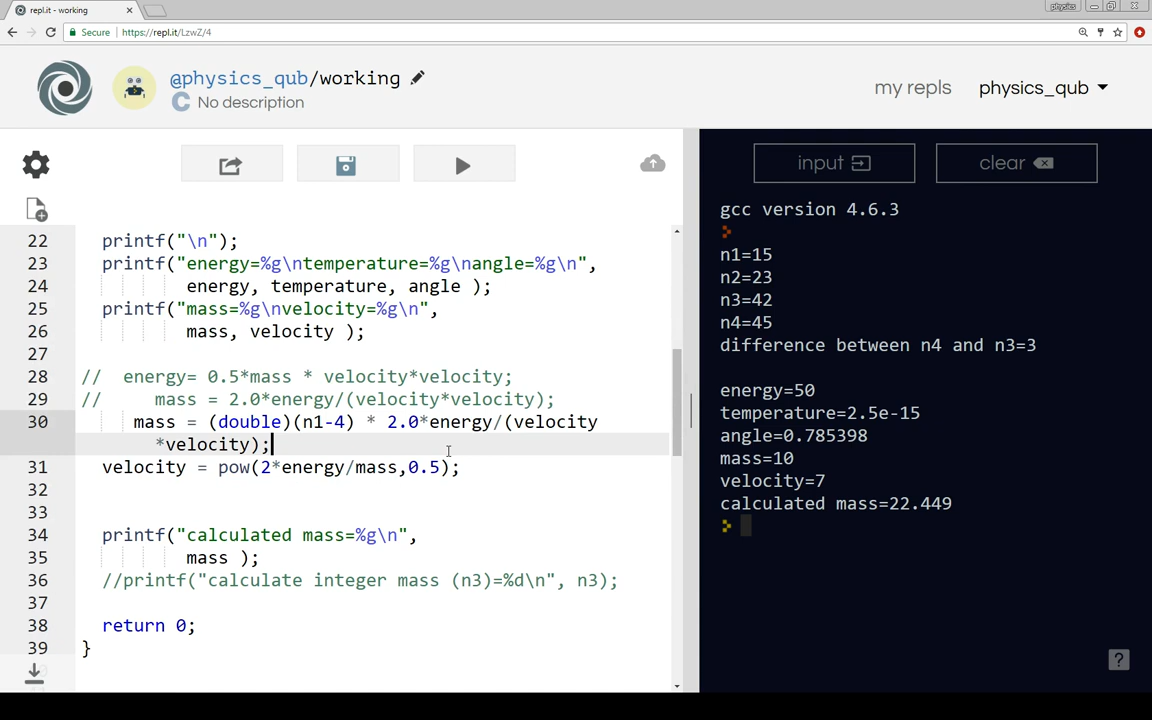 repl.it - working
physics
Secure https://repl.it/LzwZ/4
@physics_qub/working
C No description
my repls
physics_qub
input
clear
22 printf("\n");
23 printf("energy=%g\ntemperature=%g\nangle=%g\n",
24 energy, temperature, angle );
25 printf("mass=%g\nvelocity=%g\n",
26 mass, velocity );
27
28 // energy= 0.5*mass * velocity*velocity;
29 // mass = 2.0*energy/(velocity*velocity);
30 mass = (double)(n1-4) * 2.0*energy/(velocity
*velocity);
31 velocity = pow(2*energy/mass,0.5);
32
33
34 printf("calculated mass=%g\n",
35 mass );
36 //printf("calculate integer mass (n3)=%d\n", n3);
37
38 return 0;
39 }
gcc version 4.6.3
n1=15
n2=23
n3=42
n4=45
difference between n4 and n3=3
energy=50
temperature=2.5e-15
angle=0.785398
mass=10
velocity=7
calculated mass=22.449
?